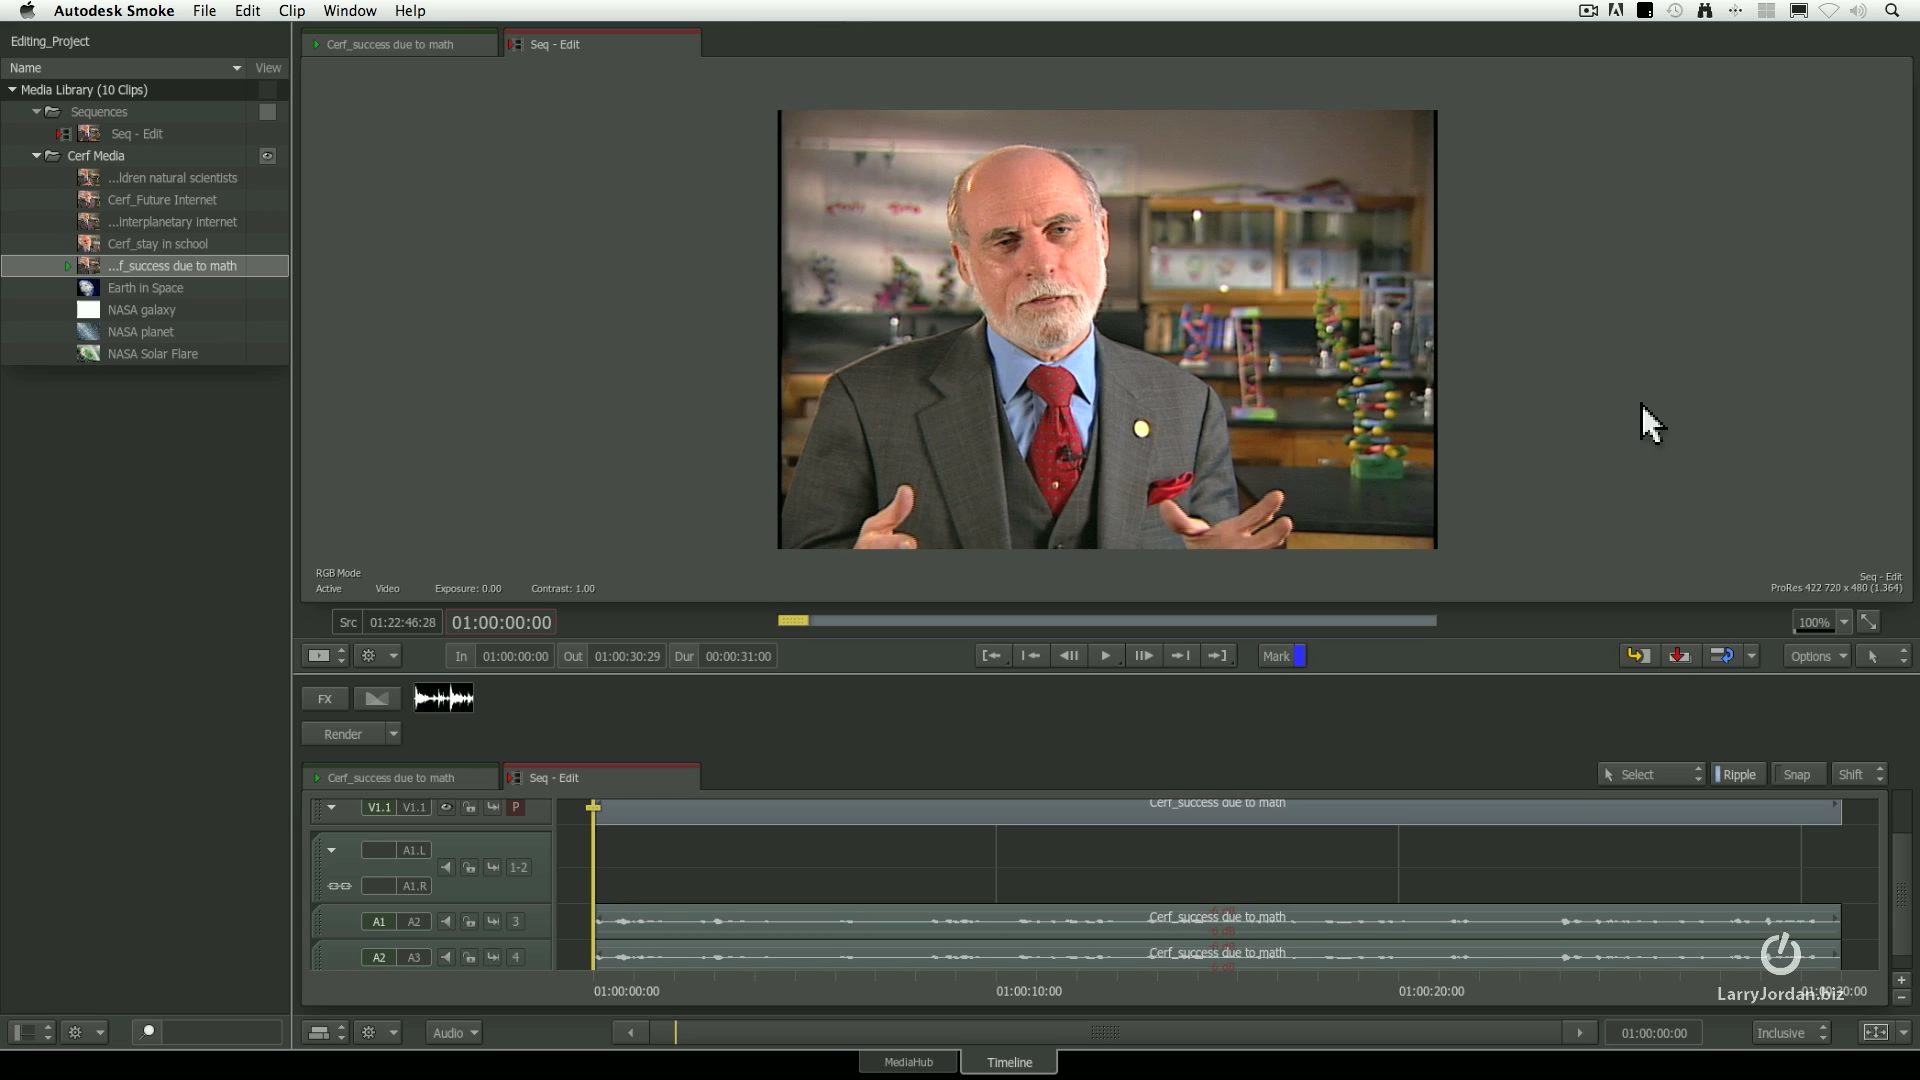 Autodesk Smoke File Edit Clip Window Help
Editing_Project
Cerf_success due to math
Seq - Edit
Name
View
Media Library (10 Clips)
Sequences
Seq - Edit
Cerf Media
...ldren natural scientists
Cerf_Future Internet
...interplanetary internet
Cerf_stay in school
...f_success due to math
Earth in Space
NASA galaxy
NASA planet
NASA Solar Flare
RGB Mode
Active Video Exposure: 0.00 Contrast: 1.00
Seq - Edit
ProRes 422 720 x 480 (1.364)
Src 01:22:46:28 01:00:00:00
100%
In 01:00:00:00 Out 01:00:30:29 Dur 00:00:31:00
Mark
Options
FX
Render
Cerf_success due to math
Seq - Edit
Select
Ripple
Snap
Shift
V1.1 V1.1 P
Cerf_success due to math
A1.L
1-2
A1.R
A1 A2 3
Cerf_success due to math
A2 A3 4
Cerf_success due to math
01:00:00:00 01:00:10:00 01:00:20:00
LarryJordan.biz
Audio
01:00:00:00
Inclusive
MediaHub
Timeline